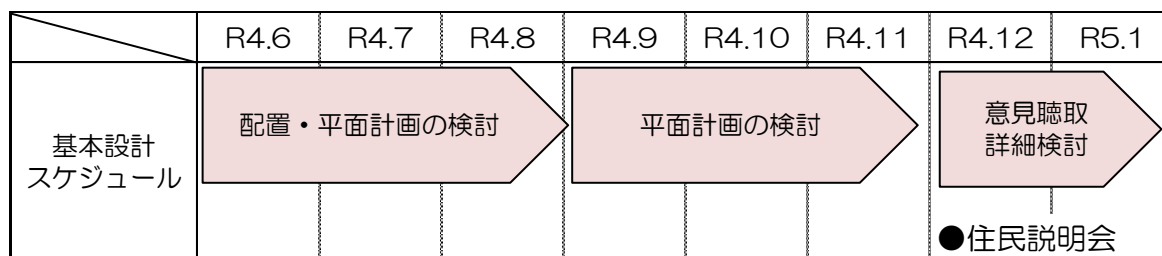 R4.6 R4.7 R4.8 R4.9 R4.10 R4.11 R4.12 R5.1
基本設計
スケジュール
配置・平面計画の検討
平面計画の検討
意見聴取
詳細検討
●住民説明会